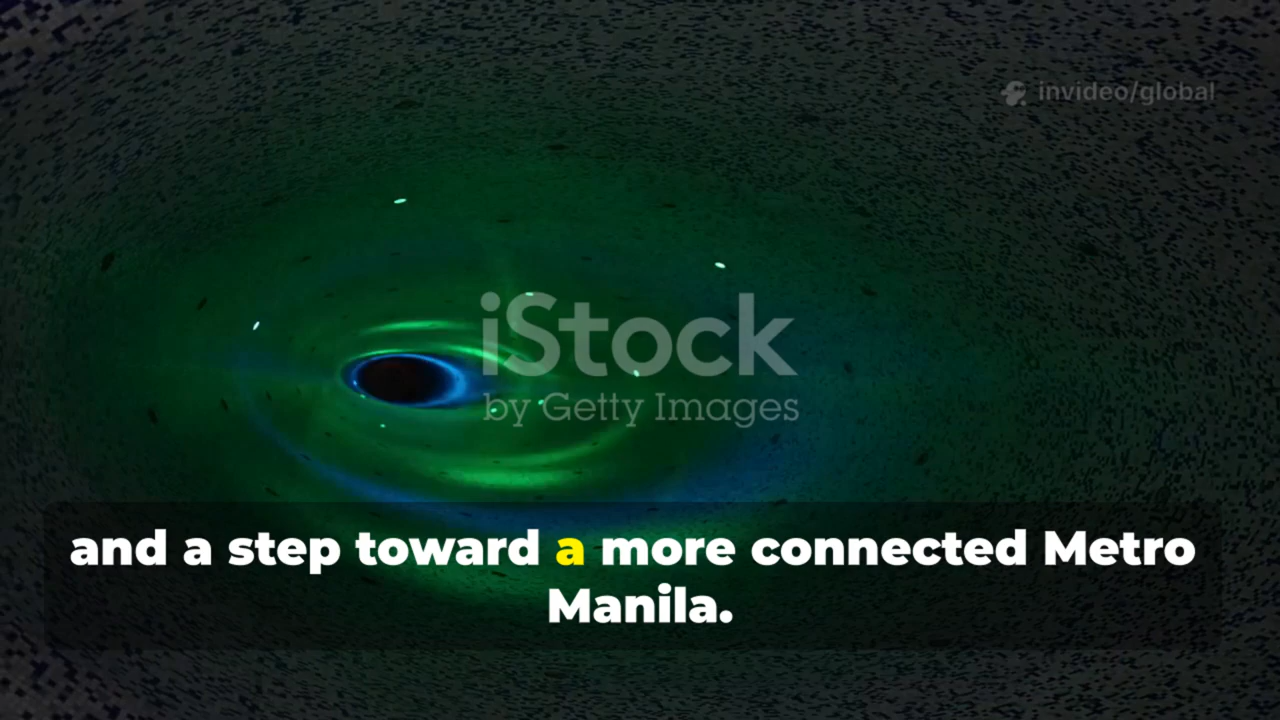 invideo/global
iStock
by Getty Images
and a step toward a more connected Metro
Manila.